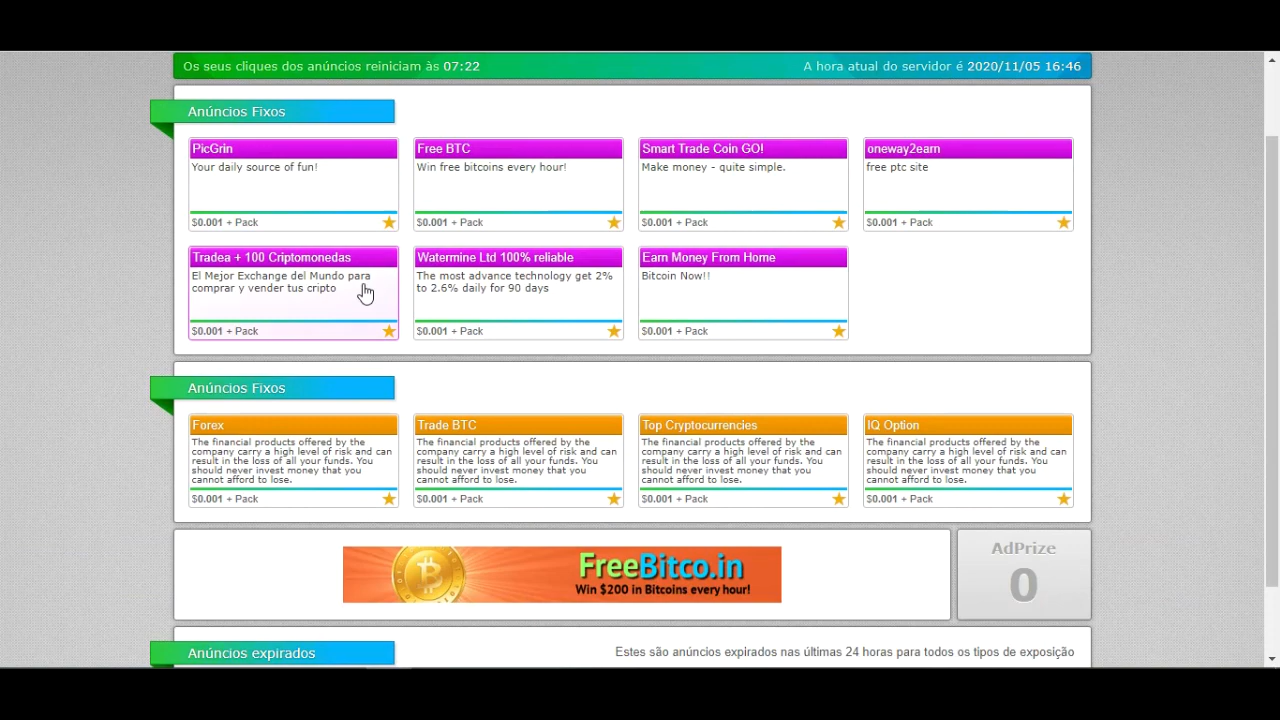 Os seus cliques dos anúncios reiniciam às 07:22
A hora atual do servidor é 2020/11/05 16:46
Anúncios Fixos
PicGrin
Your daily source of fun!
$0.001 + Pack
Free BTC
Win free bitcoins every hour!
$0.001 + Pack
Smart Trade Coin GO!
Make money - quite simple.
$0.001 + Pack
oneway2earn
free ptc site
$0.001 + Pack
Tradea + 100 Criptomonedas
El Mejor Exchange del Mundo para
comprar y vender tus cripto
$0.001 + Pack
Watermine Ltd 100% reliable
The most advance technology get 2%
to 2.6% daily for 90 days
$0.001 + Pack
Earn Money From Home
Bitcoin Now!!
$0.001 + Pack
Anúncios Fixos
Forex
The financial products offered by the
company carry a high level of risk and can
result in the loss of all your funds. You
should never invest money that you
cannot afford to lose.
$0.001 + Pack
Trade BTC
The financial products offered by the
company carry a high level of risk and can
result in the loss of all your funds. You
should never invest money that you
cannot afford to lose.
$0.001 + Pack
Top Cryptocurrencies
The financial products offered by the
company carry a high level of risk and can
result in the loss of all your funds. You
should never invest money that you
cannot afford to lose.
$0.001 + Pack
IQ Option
The financial products offered by the
company carry a high level of risk and can
result in the loss of all your funds. You
should never invest money that you
cannot afford to lose.
$0.001 + Pack
FreeBitco.in
Win $200 in Bitcoins every hour!
AdPrize
0
Anúncios expirados
Estes são anúncios expirados nas últimas 24 horas para todos os tipos de exposição